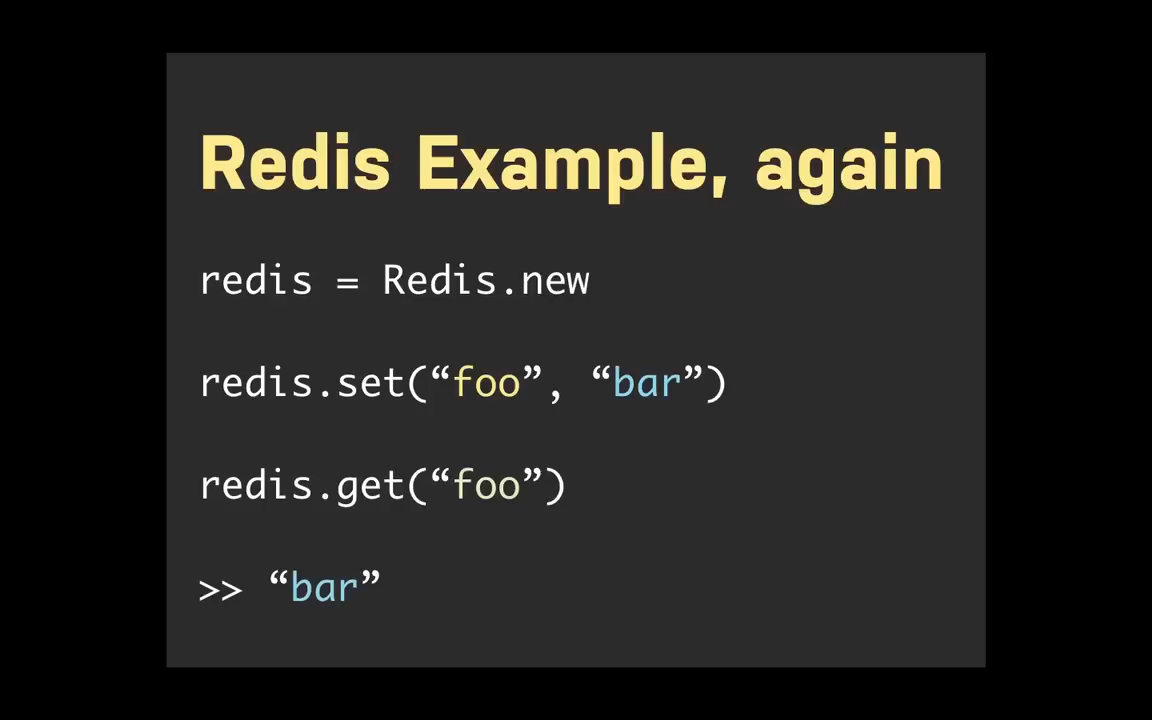 Redis Example, again
redis = Redis.new
redis.set(“foo”, “bar”)
redis.get(“foo”)
>> “bar”